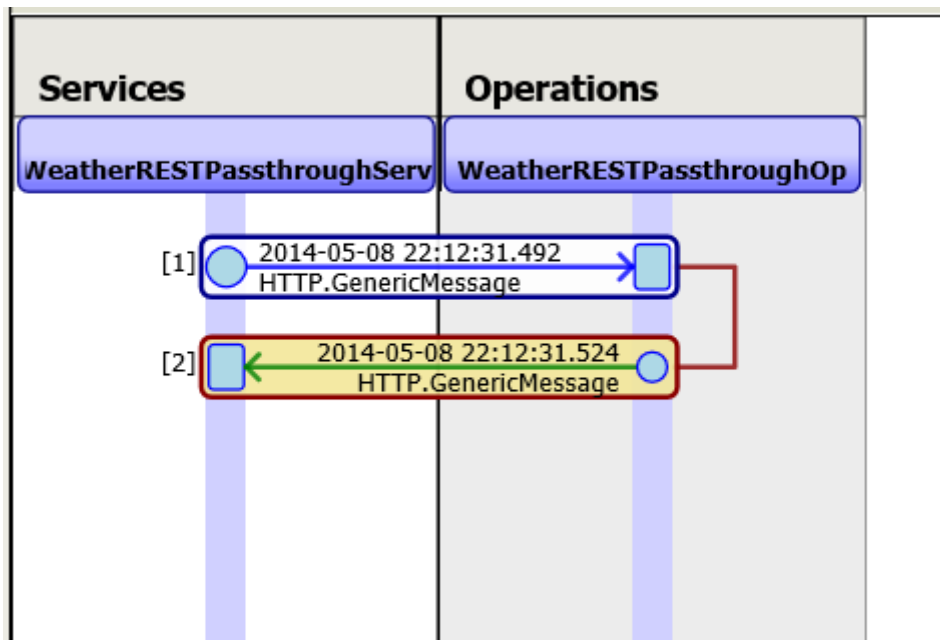 Services
Operations
WeatherRESTPassthroughServ
WeatherRESTPassthroughOp
[1]
2014-05-08 22:12:31.492
HTTP.GenericMessage
[2]
2014-05-08 22:12:31.524
HTTP.GenericMessage